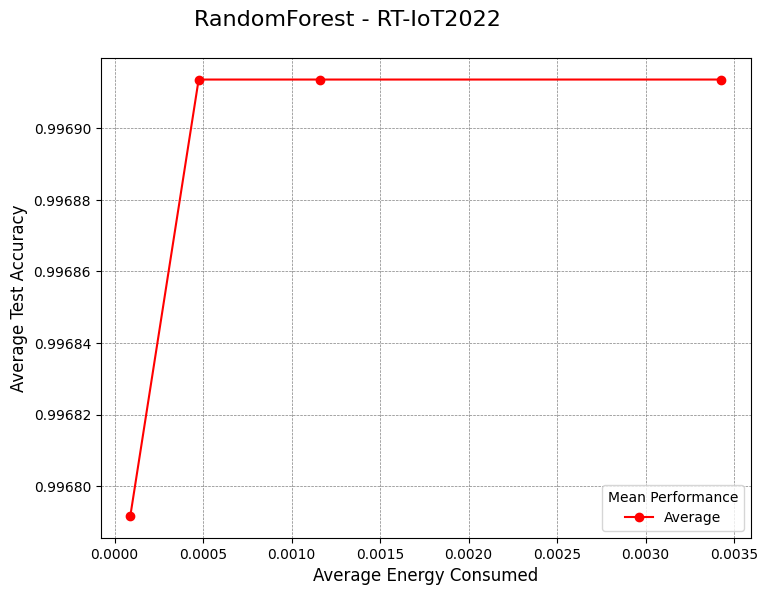 RandomForest - RT-IoT2022
Average Test Accuracy
0.99690
0.99688
0.99686
0.99684
0.99682
0.99680
Mean Performance
Average
0.0000 0.0005 0.0010 0.0015 0.0020 0.0025 0.0030 0.0035
Average Energy Consumed